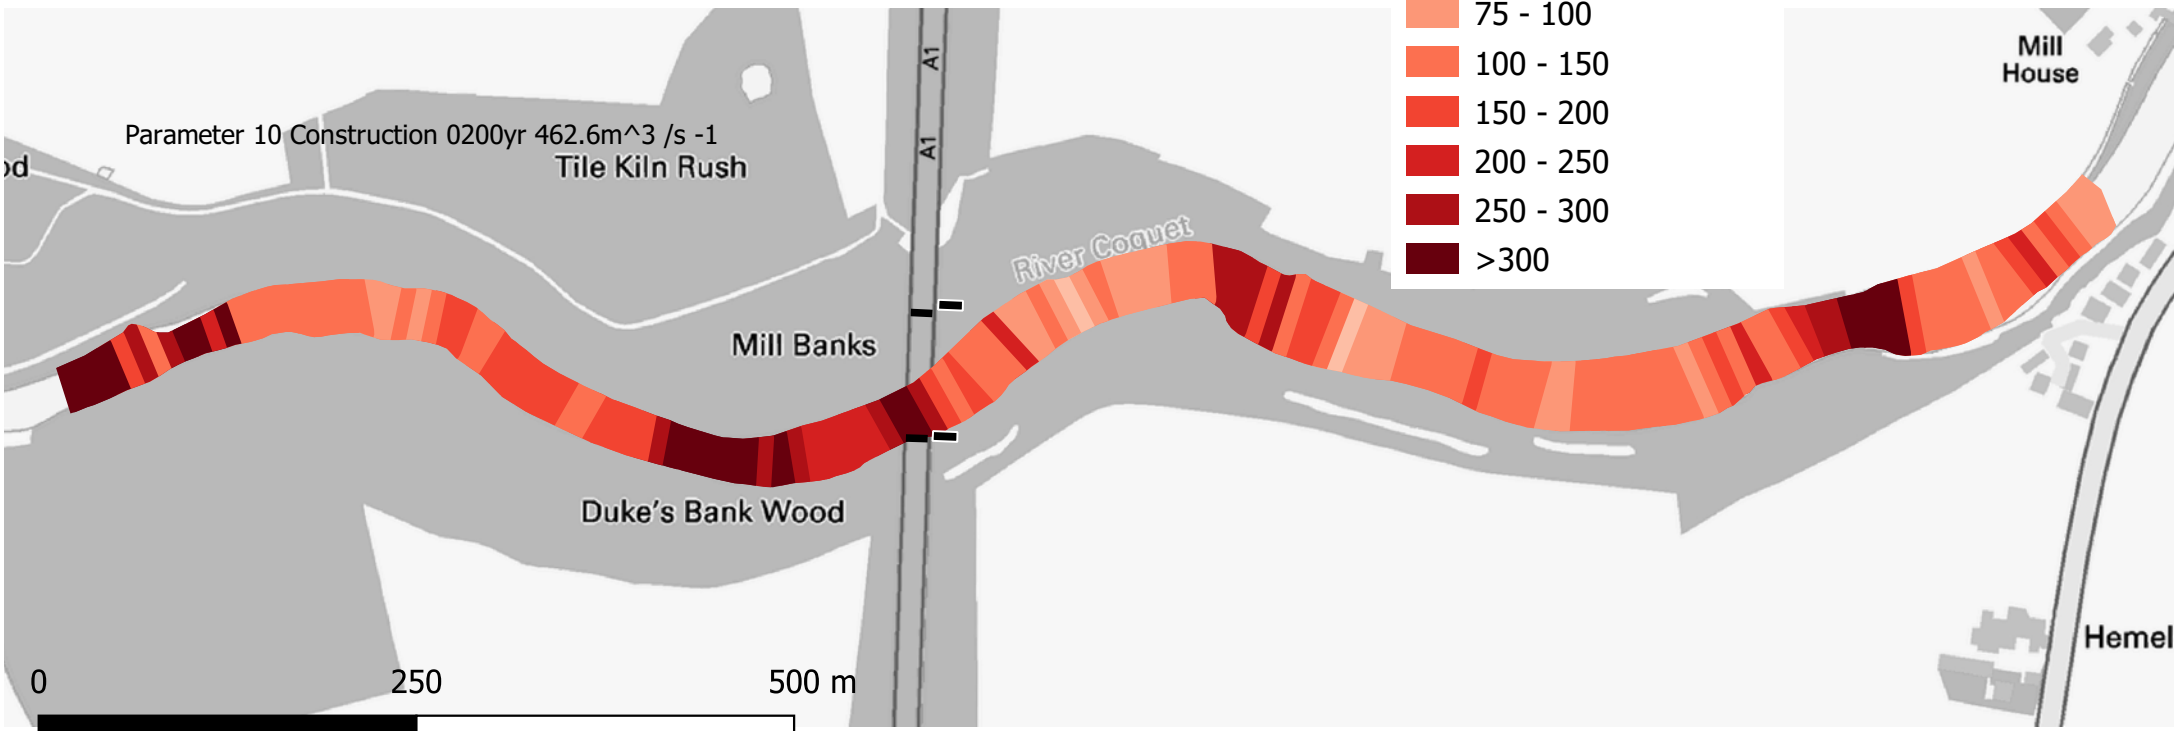 75 - 100
100 - 150
150 - 200
200 - 250
250 - 300
>300
Mill
House
A1
A1
Parameter 10 Construction 0200yr 462.6m^3 /s -1
od
Tile Kiln Rush
River Coquet
Mill Banks
Duke's Bank Wood
Hemel
0 250 500 m